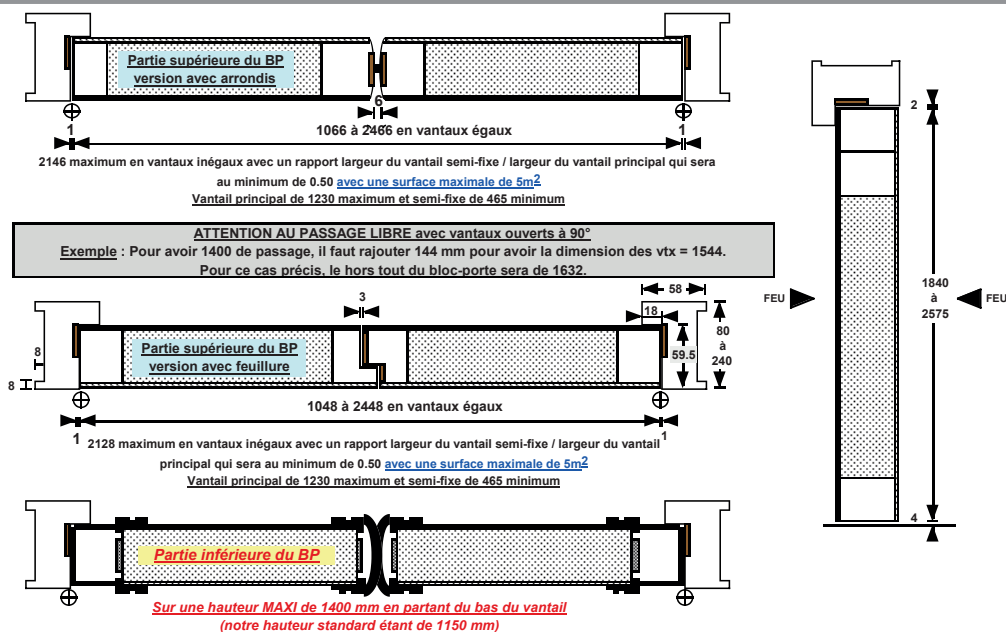 Partie supérieure du BP
version avec arrondis
6
1
1066 à 2466 en vantaux égaux
1
2146 maximum en vantaux inégaux avec un rapport largeur du vantail semi-fixe / largeur du vantail principal qui sera
au minimum de 0.50 avec une surface maximale de 5m2
Vantail principal de 1230 maximum et semi-fixe de 465 minimum
ATTENTION AU PASSAGE LIBRE avec vantaux ouverts à 90°
Exemple : Pour avoir 1400 de passage, il faut rajouter 144 mm pour avoir la dimension des vtx = 1544.
Pour ce cas précis, le hors tout du bloc-porte sera de 1632.
3
58
18
80
à
240
59.5
8
8
Partie supérieure du BP
version avec feuillure
1048 à 2448 en vantaux égaux
1
1
2128 maximum en vantaux inégaux avec un rapport largeur du vantail semi-fixe / largeur du vantail
principal qui sera au minimum de 0.50 avec une surface maximale de 5m2
Vantail principal de 1230 maximum et semi-fixe de 465 minimum
Partie inférieure du BP
Sur une hauteur MAXI de 1400 mm en partant du bas du vantail
(notre hauteur standard étant de 1150 mm)
2
FEU
1840
à
2575
FEU
4